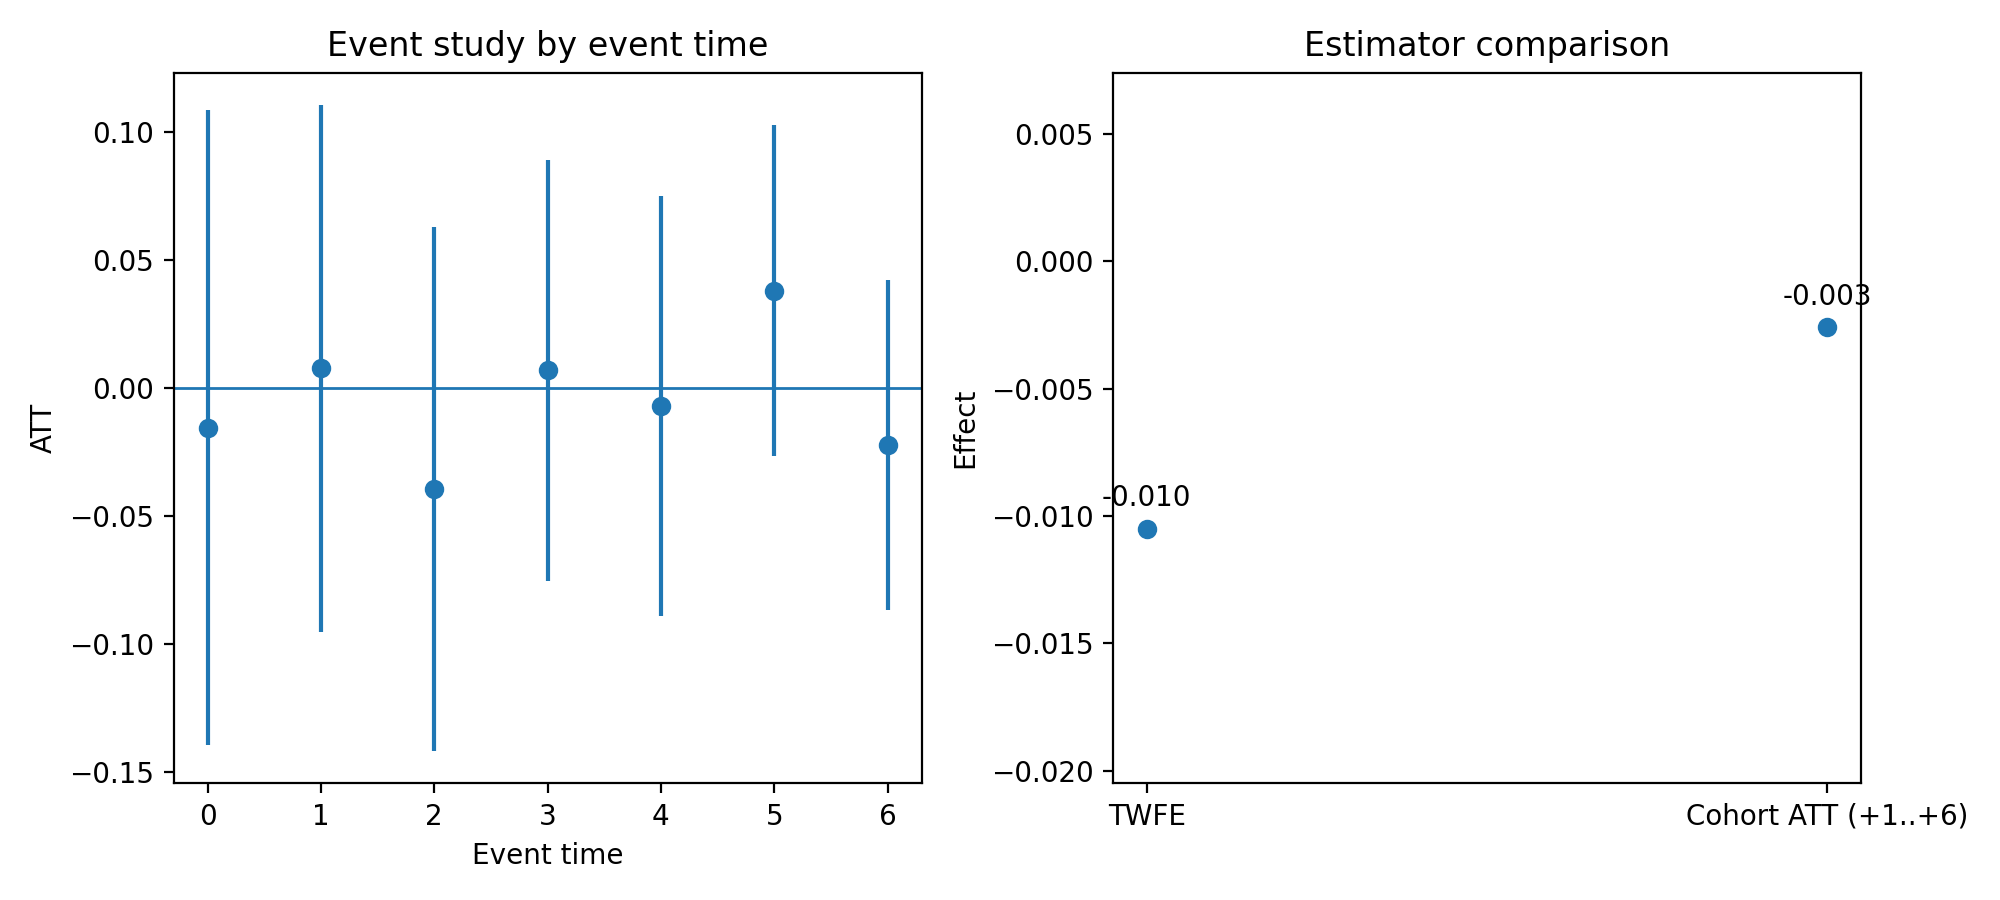 Event study by event time
ATT
0.10
0.05
0.00
−0.05
−0.10
−0.15
0 1 2 3 4 5 6
Event time
Estimator comparison
Effect
0.005
0.000
−0.005
−0.010
−0.015
−0.020
-0.010
-0.003
TWFE Cohort ATT (+1..+6)